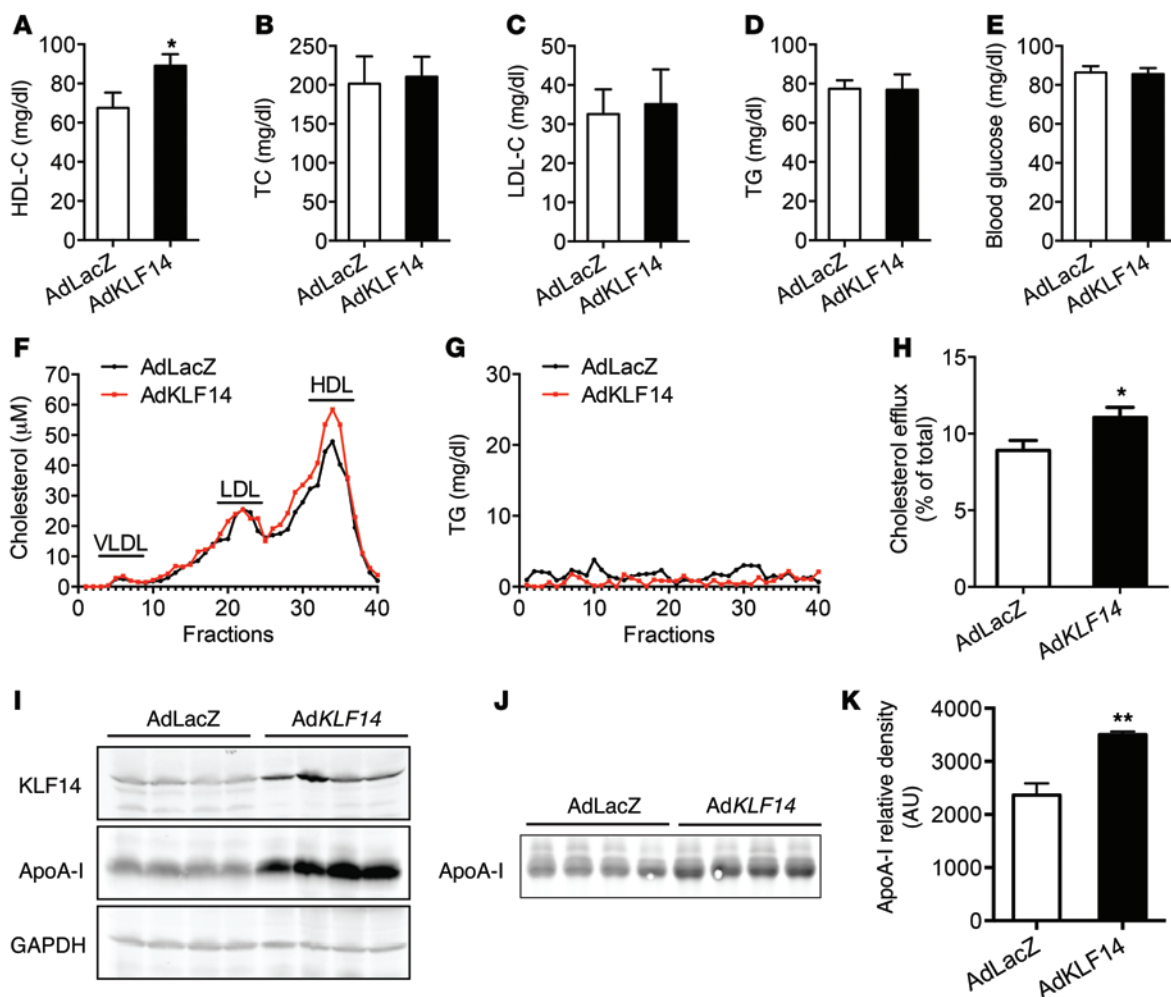 A
HDL-C (mg/dl)
100
80
60
40
20
0
*
AdLacZ
AdKLF14
B
TC (mg/dl)
250
200
150
100
50
0
AdLacZ
AdKLF14
C
LDL-C (mg/dl)
50
40
30
20
10
0
AdLacZ
AdKLF14
D
TG (mg/dl)
100
80
60
40
20
0
AdLacZ
AdKLF14
E
Blood glucose (mg/dl)
100
80
60
40
20
0
AdLacZ
AdKLF14
F
AdLacZ
AdKLF14
Cholesterol (µM)
70
60
50
40
30
20
10
0
VLDL
LDL
HDL
0 10 20 30 40
Fractions
G
AdLacZ
AdKLF14
TG (mg/dl)
30
20
10
0
0 10 20 30 40
Fractions
H
Cholesterol efflux
(% of total)
15
10
5
0
*
AdLacZ
AdKLF14
I
AdLacZ AdKLF14
KLF14
ApoA-I
GAPDH
J
AdLacZ AdKLF14
ApoA-I
K
ApoA-I relative density
(AU)
4000
3000
2000
1000
0
**
AdLacZ
AdKLF14